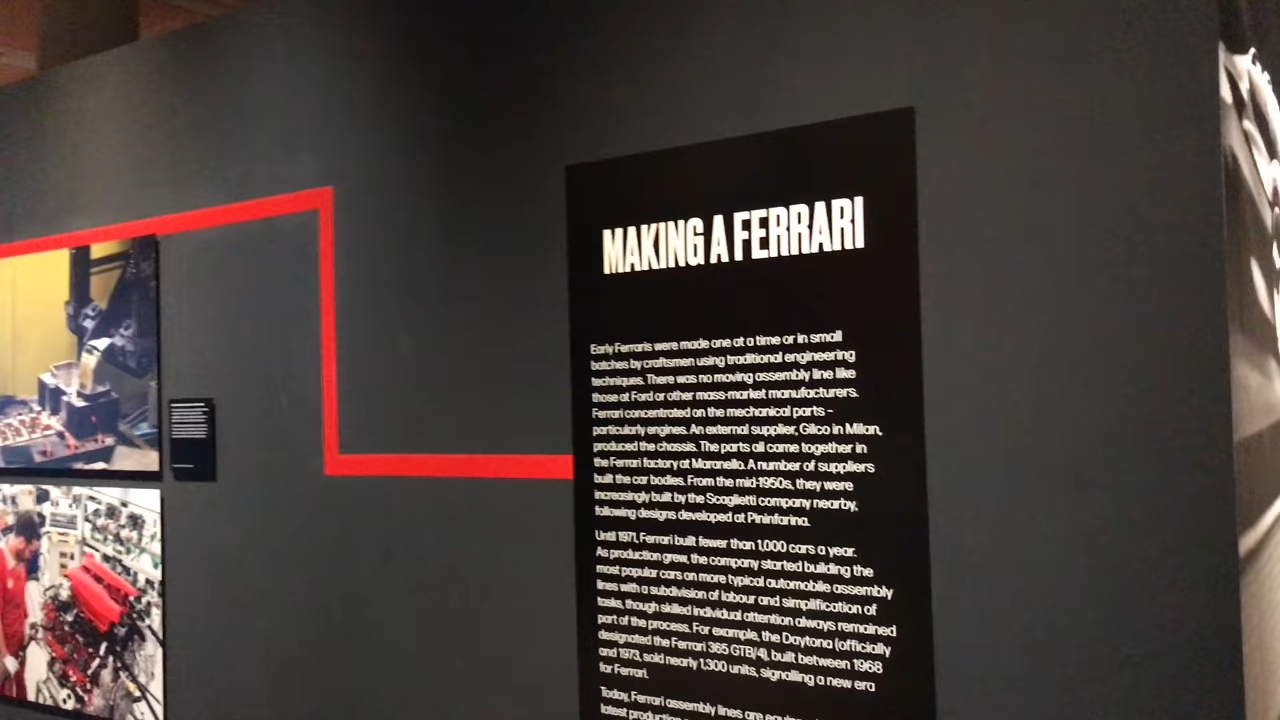 MAKING A FERRARI
Early Ferraris were made one at a time or in small
batches by craftsmen using traditional engineering
techniques. There was no moving assembly line like
those at Ford or other mass-market manufacturers.
Ferrari concentrated on the mechanical parts –
particularly engines. An external supplier, Gilco in Milan,
produced the chassis. The parts all came together in
the Ferrari factory at Maranello. A number of suppliers
built the car bodies. From the mid-1950s, they were
increasingly built by the Scaglietti company nearby,
following designs developed at Pininfarina.
Until 1971, Ferrari built fewer than 1,000 cars a year.
As production grew, the company started building the
most popular cars on more typical automobile assembly
lines with a subdivision of labour and simplification of
tasks, though skilled individual attention always remained
part of the process. For example, the Daytona (officially
designated the Ferrari 365 GTB/4), built between 1968
and 1973, sold nearly 1,300 units, signalling a new era
for Ferrari.
Today, Ferrari assembly lines are
latest production